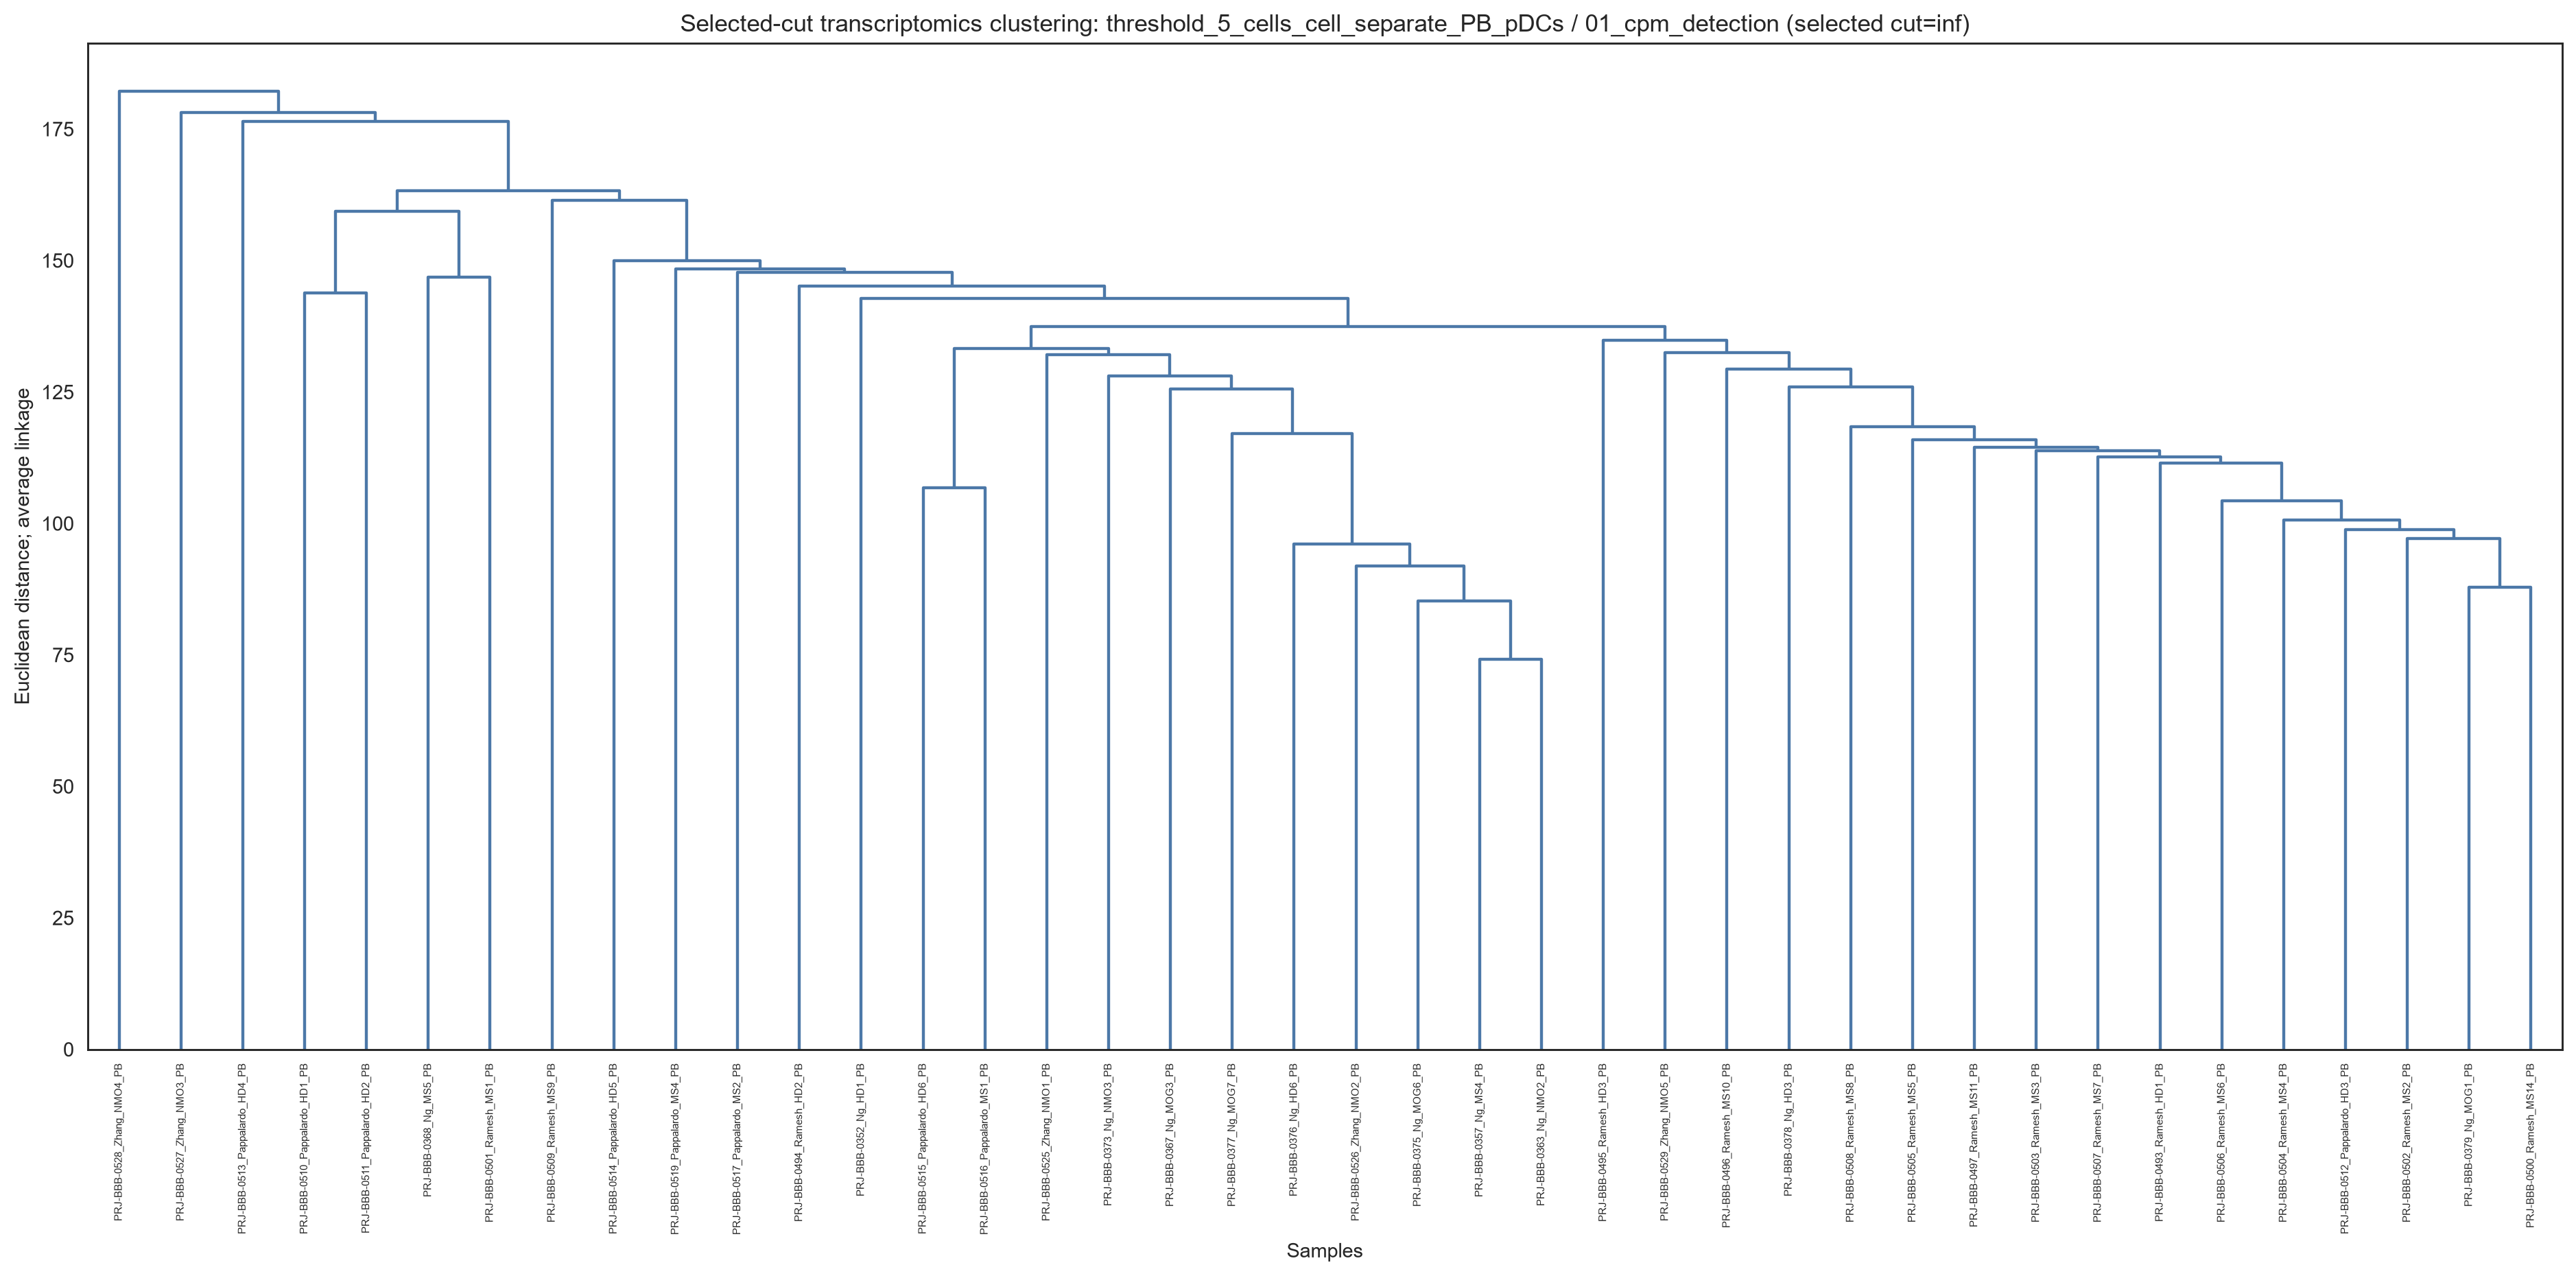 Selected-cut transcriptomics clustering: threshold_5_cells_cell_separate_PB_pDCs / 01_cpm_detection (selected cut=inf)
Euclidean distance; average linkage
175
150
125
100
75
50
25
0
PRJ-BBB-0528_Zhang_NMO4_PB
PRJ-BBB-0527_Zhang_NMO3_PB
PRJ-BBB-0513_Pappalardo_HD4_PB
PRJ-BBB-0510_Pappalardo_HD1_PB
PRJ-BBB-0511_Pappalardo_HD2_PB
PRJ-BBB-0368_Ng_MS5_PB
PRJ-BBB-0501_Ramesh_MS1_PB
PRJ-BBB-0509_Ramesh_MS9_PB
PRJ-BBB-0514_Pappalardo_HD5_PB
PRJ-BBB-0519_Pappalardo_MS4_PB
PRJ-BBB-0517_Pappalardo_MS2_PB
PRJ-BBB-0494_Ramesh_HD2_PB
PRJ-BBB-0352_Ng_HD1_PB
PRJ-BBB-0515_Pappalardo_HD6_PB
PRJ-BBB-0516_Pappalardo_MS1_PB
PRJ-BBB-0525_Zhang_NMO1_PB
PRJ-BBB-0373_Ng_NMO3_PB
PRJ-BBB-0367_Ng_MOG3_PB
PRJ-BBB-0377_Ng_MOG7_PB
PRJ-BBB-0376_Ng_HD6_PB
PRJ-BBB-0526_Zhang_NMO2_PB
PRJ-BBB-0375_Ng_MOG6_PB
PRJ-BBB-0357_Ng_MS4_PB
PRJ-BBB-0363_Ng_NMO2_PB
PRJ-BBB-0495_Ramesh_HD3_PB
PRJ-BBB-0529_Zhang_NMO5_PB
PRJ-BBB-0496_Ramesh_MS10_PB
PRJ-BBB-0378_Ng_HD3_PB
PRJ-BBB-0508_Ramesh_MS8_PB
PRJ-BBB-0505_Ramesh_MS5_PB
PRJ-BBB-0497_Ramesh_MS11_PB
PRJ-BBB-0503_Ramesh_MS3_PB
PRJ-BBB-0507_Ramesh_MS7_PB
PRJ-BBB-0493_Ramesh_HD1_PB
PRJ-BBB-0506_Ramesh_MS6_PB
PRJ-BBB-0504_Ramesh_MS4_PB
PRJ-BBB-0512_Pappalardo_HD3_PB
PRJ-BBB-0502_Ramesh_MS2_PB
PRJ-BBB-0379_Ng_MOG1_PB
PRJ-BBB-0500_Ramesh_MS14_PB
Samples